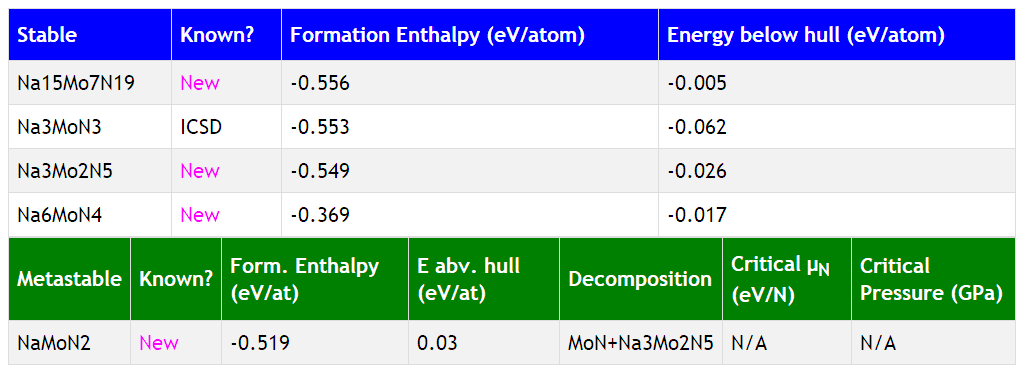 Stable Known? Formation Enthalpy (eV/atom) Energy below hull (eV/atom)
Na15Mo7N19 New -0.556 -0.005
Na3MoN3 ICSD -0.553 -0.062
Na3Mo2N5 New -0.549 -0.026
Na6MoN4 New -0.369 -0.017
Metastable Known? Form. Enthalpy (eV/at) E abv. hull (eV/at) Decomposition Critical μN (eV/N) Critical Pressure (GPa)
NaMoN2 New -0.519 0.03 MoN+Na3Mo2N5 N/A N/A